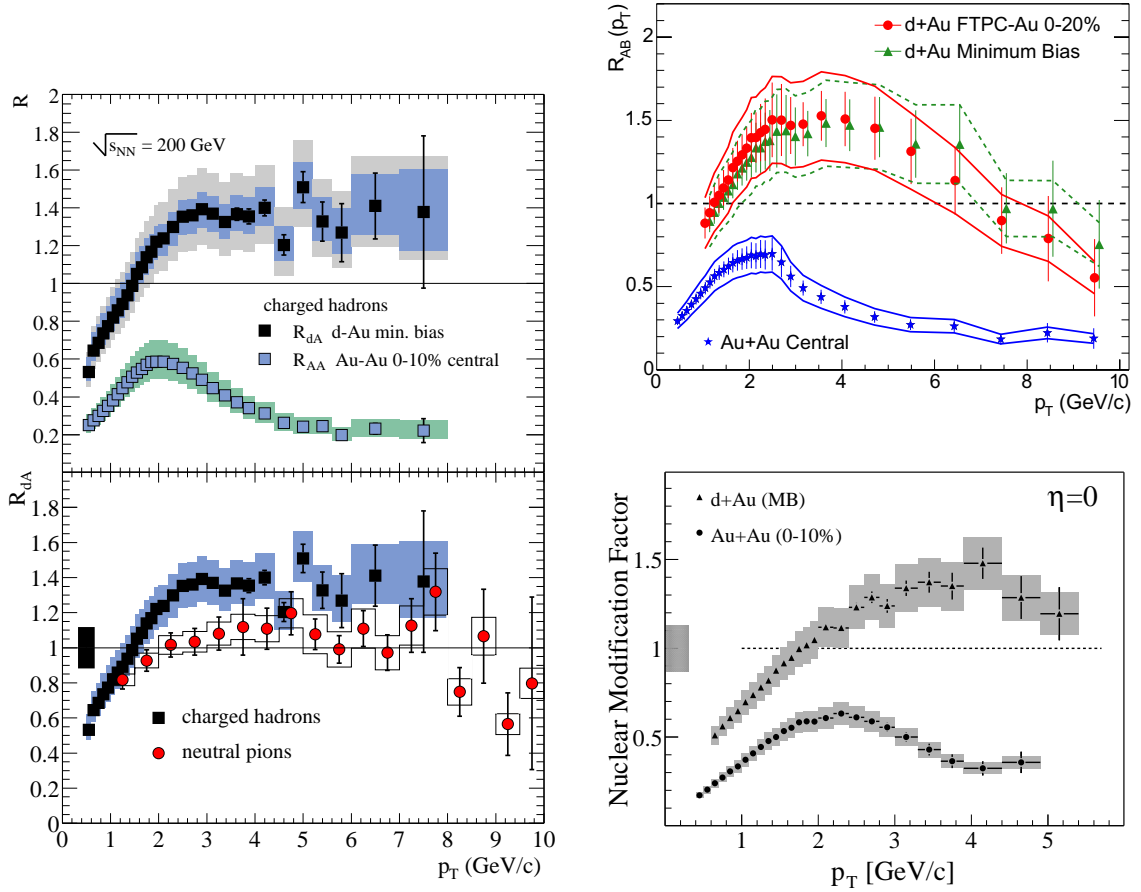 R
2
1.8
1.6
1.4
1.2
1
0.8
0.6
0.4
0.2
√s_NN = 200 GeV
charged hadrons
R_dA d-Au min. bias
R_AA Au-Au 0-10% central
R_dA
1.8
1.6
1.4
1.2
1
0.8
0.6
0.4
0.2
0
charged hadrons
neutral pions
0 1 2 3 4 5 6 7 8 9 10
p_T (GeV/c)
R_AB(p_T)
2
1.5
1
0.5
0
d+Au FTPC-Au 0-20%
d+Au Minimum Bias
Au+Au Central
0 2 4 6 8 10
p_T (GeV/c)
Nuclear Modification Factor
1.5
1
0.5
d+Au (MB)
Au+Au (0-10%)
η=0
1 2 3 4 5
p_T [GeV/c]